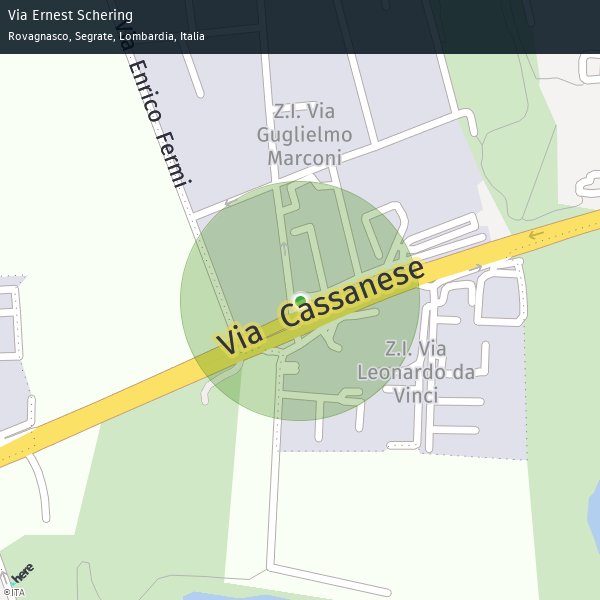 Via Ernest Schering
Rovagnasco, Segrate, Lombardia, Italia
Via Enrico Fermi
Z.I. Via
Guglielmo
Marconi
Via Cassanese
Z.I. Via
Leonardo da
Vinci
here
©ITA